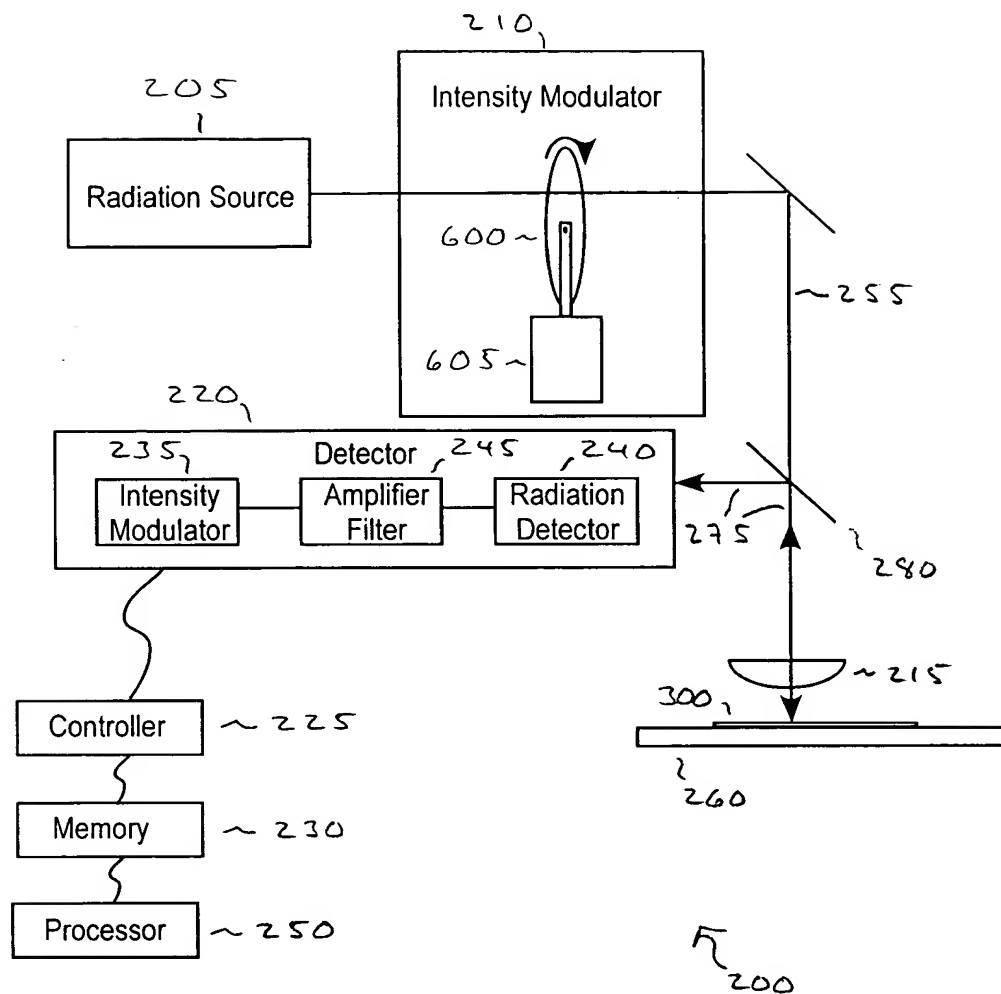 210
205
Intensity Modulator
Radiation Source
600
255
605
220
235
Detector
245
240
Intensity
Modulator
Amplifier
Filter
Radiation
Detector
275
280
215
300
Controller
225
260
Memory
230
Processor
250
200